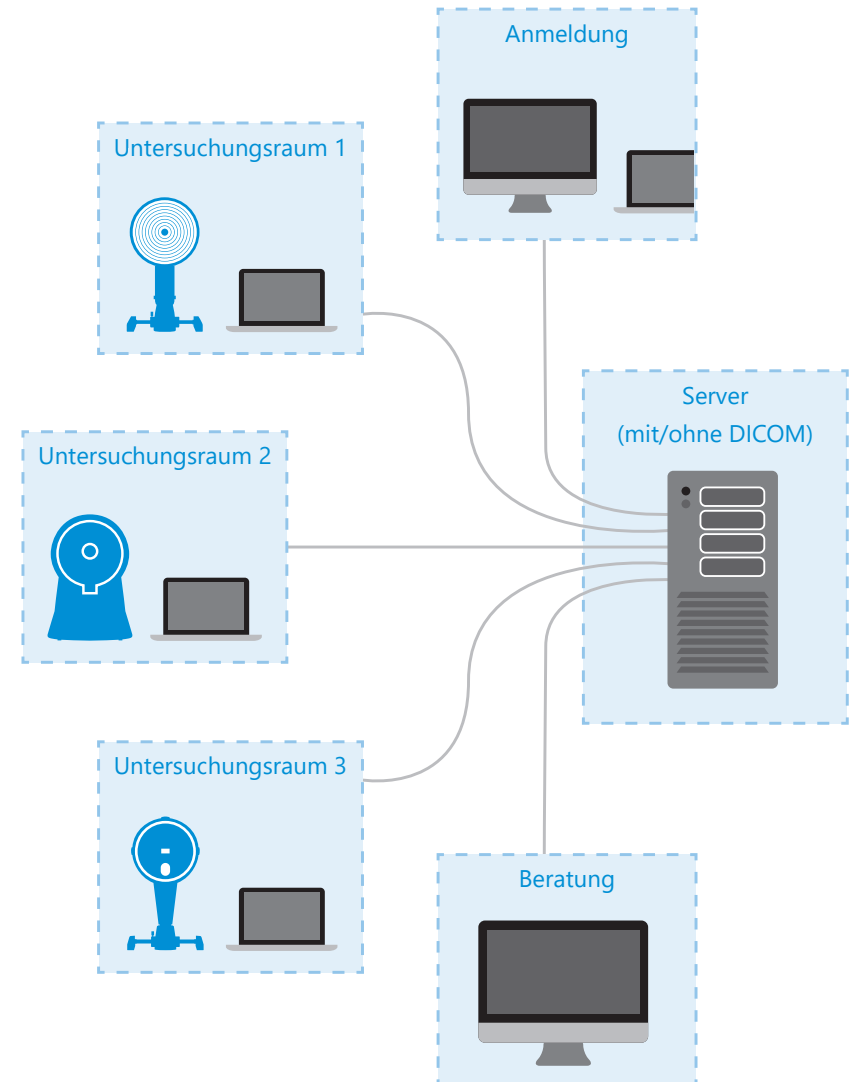 Anmeldung
Untersuchungsraum 1
Server
(mit/ohne DICOM)
Untersuchungsraum 2
Untersuchungsraum 3
Beratung